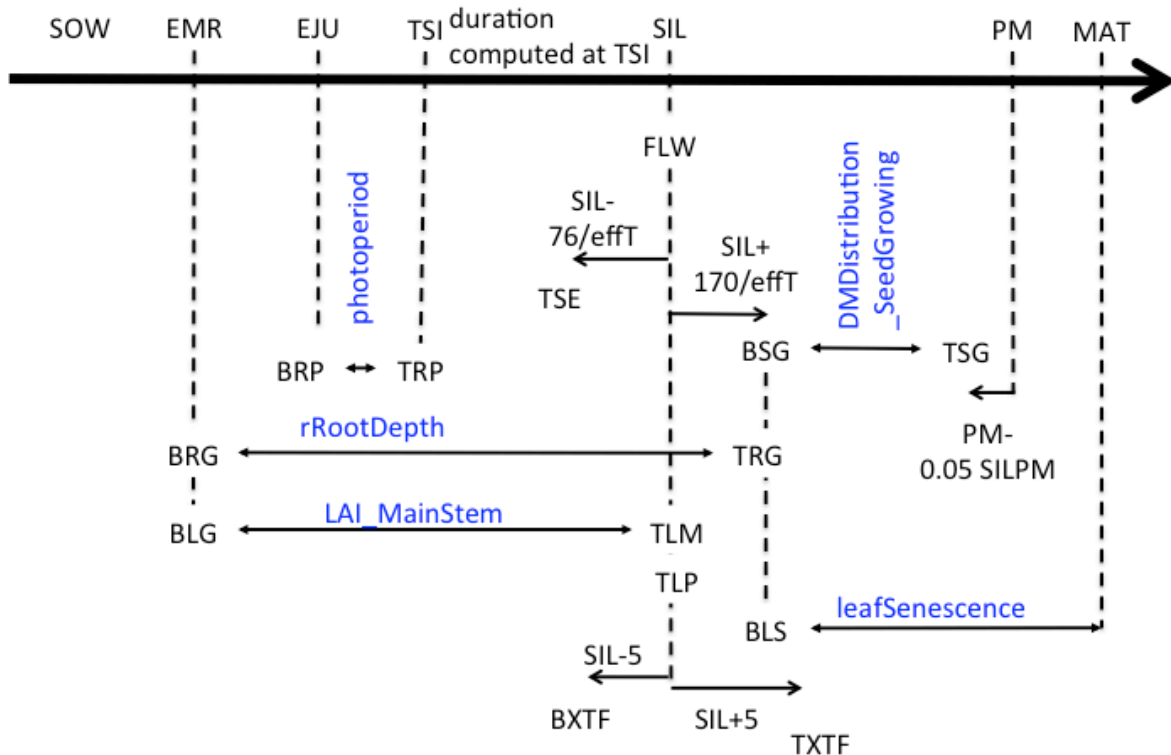 SOW EMR EJU TSI duration SIL PM MAT
computed at TSI
FLW
photoperiod
SIL-
76/effT
SIL+
170/effT
DMDistribution
_SeedGrowing
TSE
BSG TSG
BRP TRP
rRootDepth
BRG TRG
PM-
0.05 SILPM
LAI_MainStem
BLG TLM
TLP
leafSenescence
BLS
SIL-5
BXTF SIL+5
TXTF